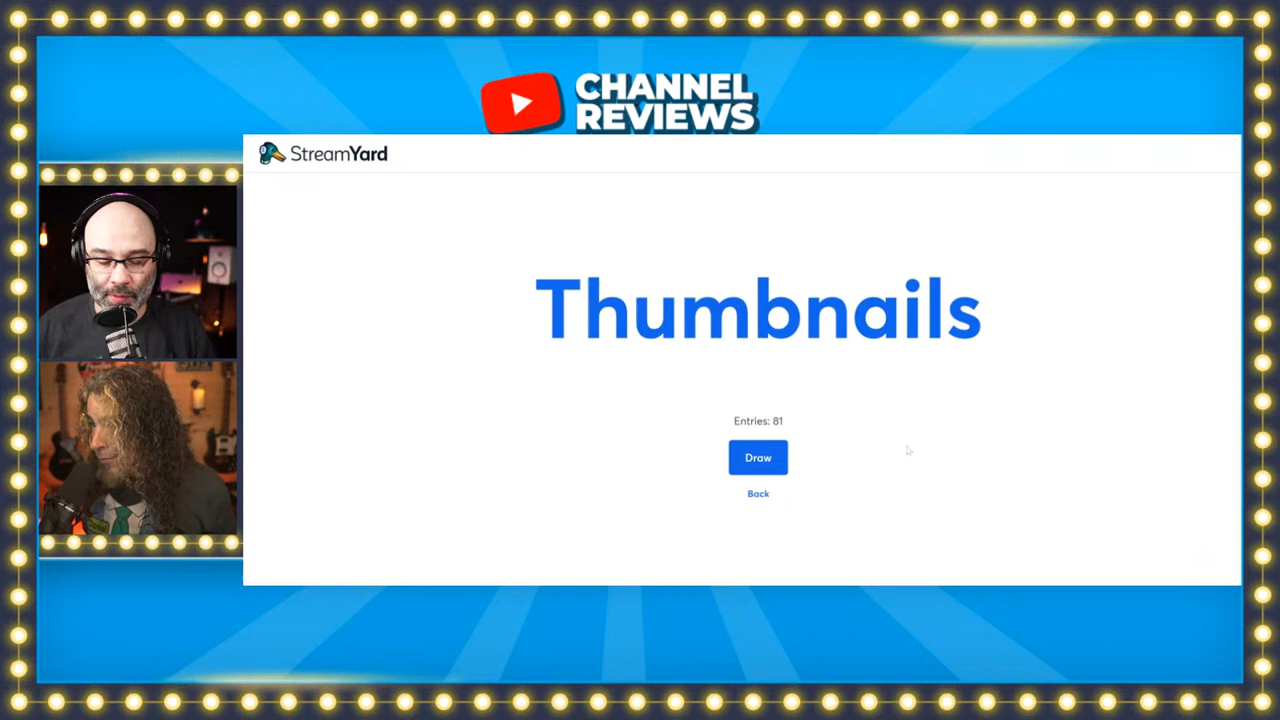 CHANNEL
REVIEWS
StreamYard
Thumbnails
Entries: 81
Draw
Back